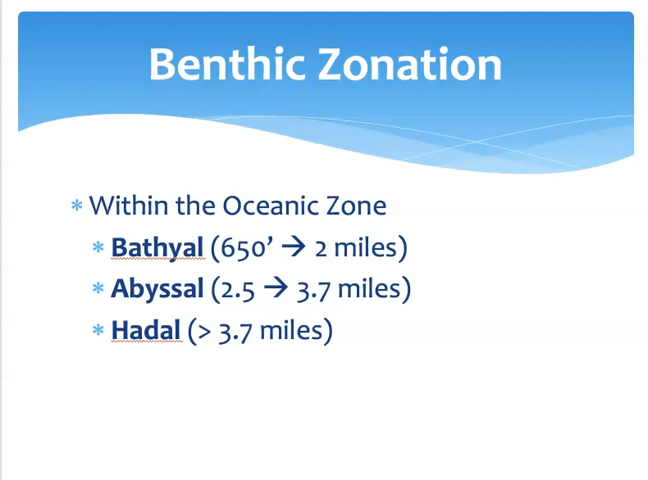 Benthic Zonation
* Within the Oceanic Zone
* Bathyal (650’ → 2 miles)
* Abyssal (2.5 → 3.7 miles)
* Hadal (> 3.7 miles)